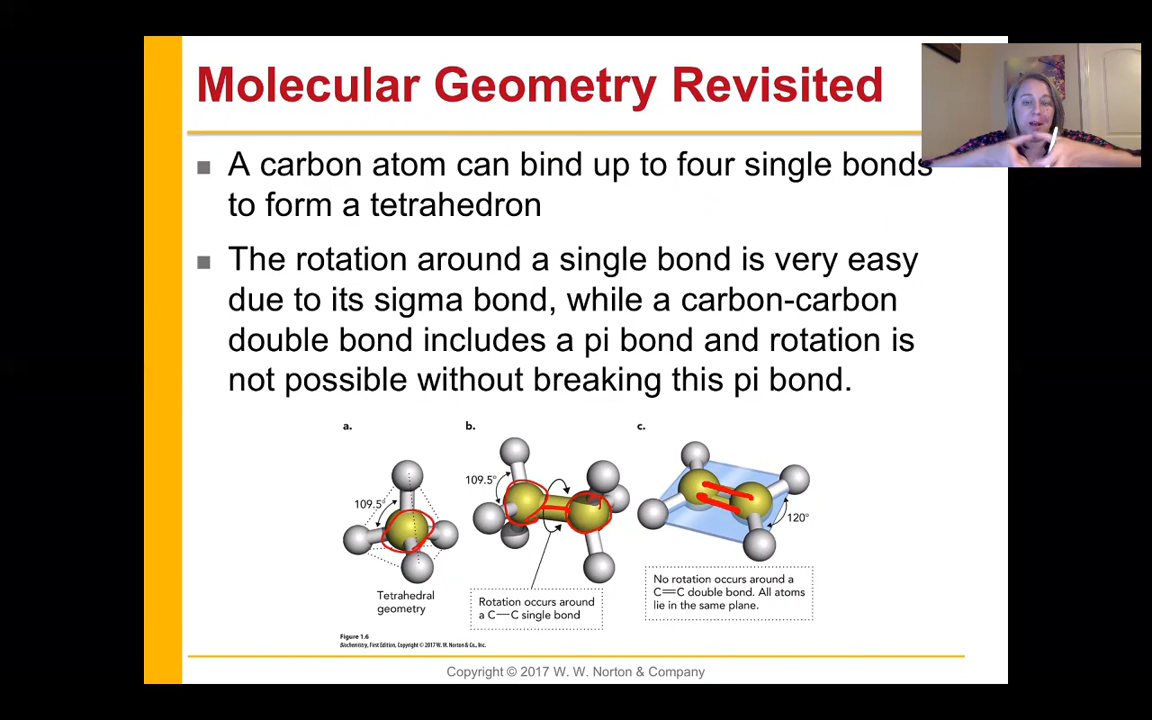 Molecular Geometry Revisited
A carbon atom can bind up to four single bonds
to form a tetrahedron
The rotation around a single bond is very easy
due to its sigma bond, while a carbon-carbon
double bond includes a pi bond and rotation is
not possible without breaking this pi bond.
a.
b.
c.
109.5°
109.5°
120°
Tetrahedral
geometry
Rotation occurs around
a C—C single bond
No rotation occurs around a
C=C double bond. All atoms
lie in the same plane.
Figure 1.6
Biochemistry, First Edition, Copyright © 2017 W. W. Norton & Co., Inc.
Copyright © 2017 W. W. Norton & Company